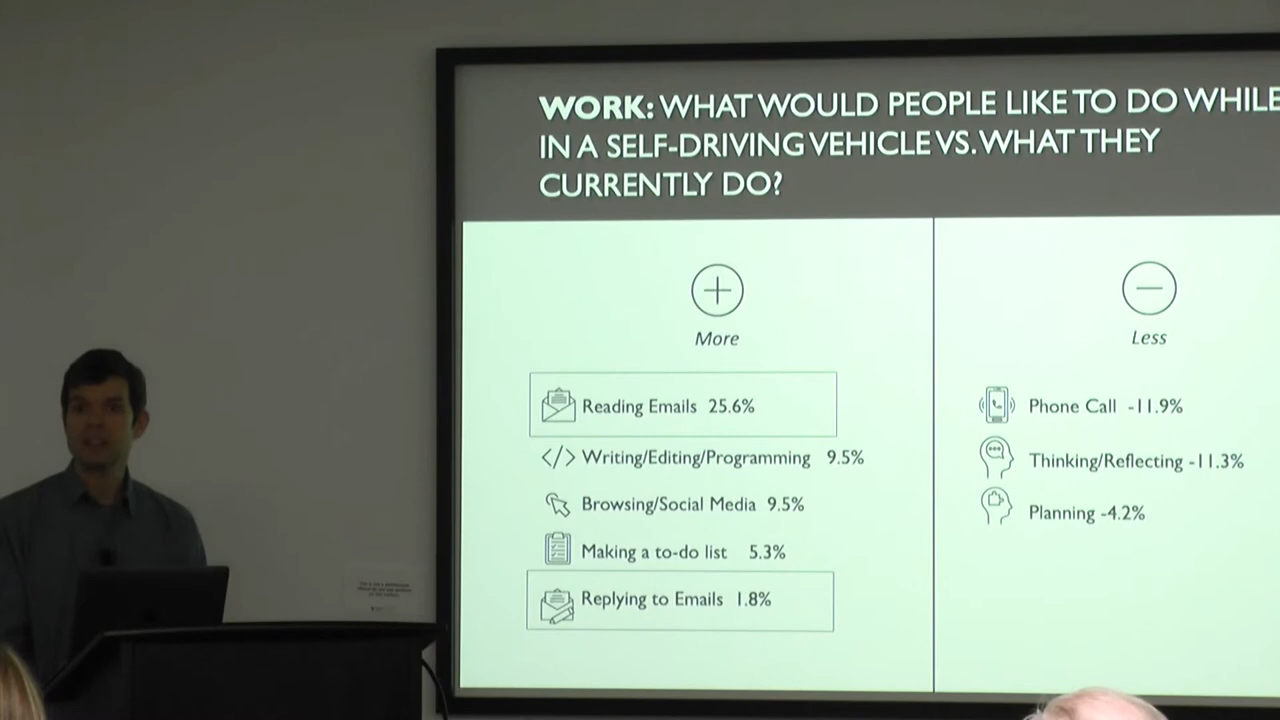 WORK: WHAT WOULD PEOPLE LIKE TO DO WHILE
IN A SELF-DRIVING VEHICLE VS. WHAT THEY
CURRENTLY DO?
More
Reading Emails 25.6%
</> Writing/Editing/Programming 9.5%
Browsing/Social Media 9.5%
Making a to-do list 5.3%
Replying to Emails 1.8%
Less
Phone Call -11.9%
Thinking/Reflecting -11.3%
Planning -4.2%